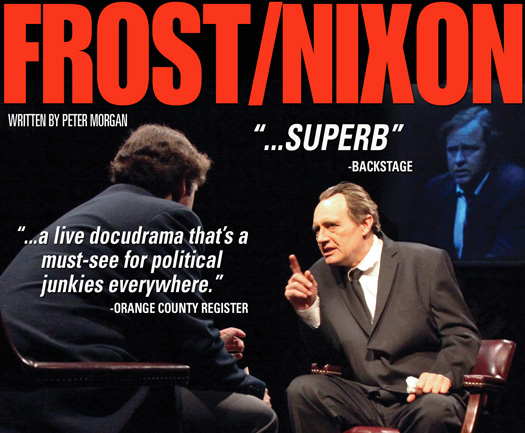 FROST/NIXON
WRITTEN BY PETER MORGAN
“...SUPERB”
-BACKSTAGE
“...a live docudrama that’s a
must-see for political
junkies everywhere.”
-ORANGE COUNTY REGISTER